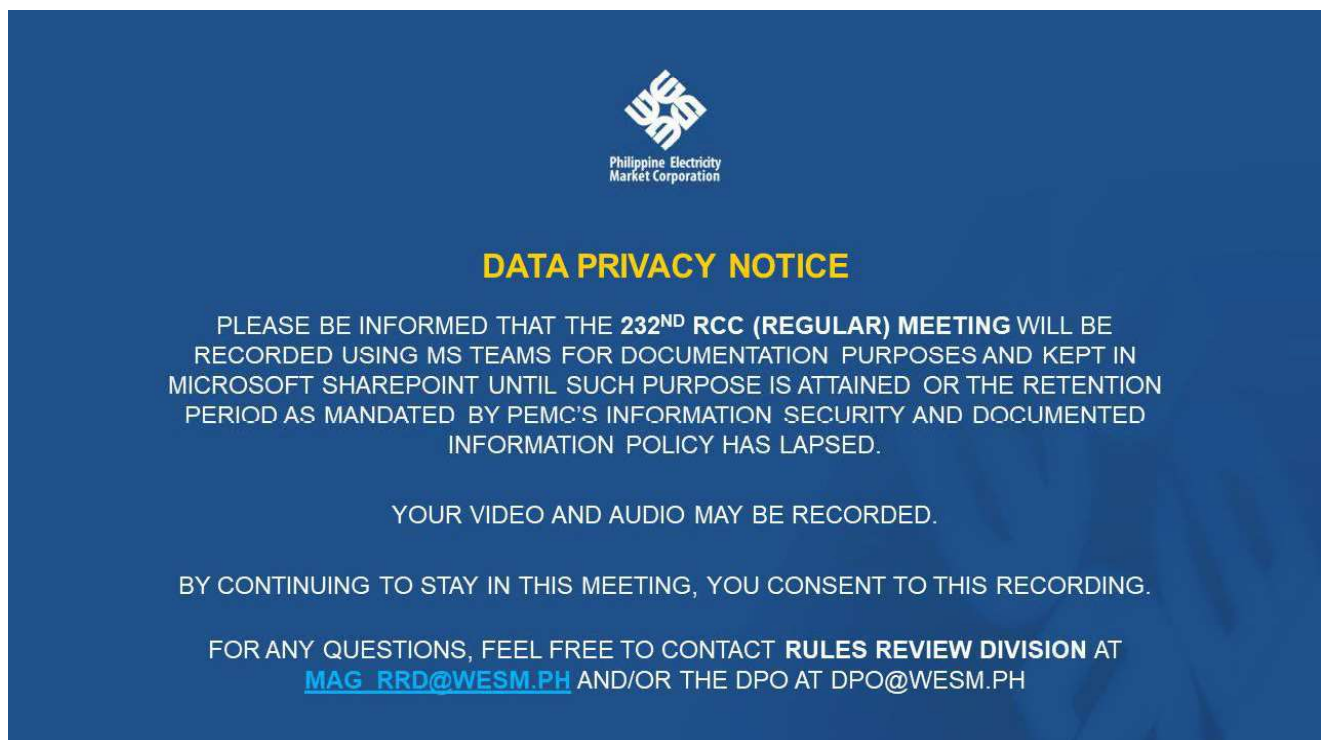 Philippine Electricity
Market Corporation
DATA PRIVACY NOTICE
PLEASE BE INFORMED THAT THE 232ND RCC (REGULAR) MEETING WILL BE
RECORDED USING MS TEAMS FOR DOCUMENTATION PURPOSES AND KEPT IN
MICROSOFT SHAREPOINT UNTIL SUCH PURPOSE IS ATTAINED OR THE RETENTION
PERIOD AS MANDATED BY PEMC'S INFORMATION SECURITY AND DOCUMENTED
INFORMATION POLICY HAS LAPSED.
YOUR VIDEO AND AUDIO MAY BE RECORDED.
BY CONTINUING TO STAY IN THIS MEETING, YOU CONSENT TO THIS RECORDING.
FOR ANY QUESTIONS, FEEL FREE TO CONTACT RULES REVIEW DIVISION AT
MAG_RRD@WESM.PH AND/OR THE DPO AT DPO@WESM.PH